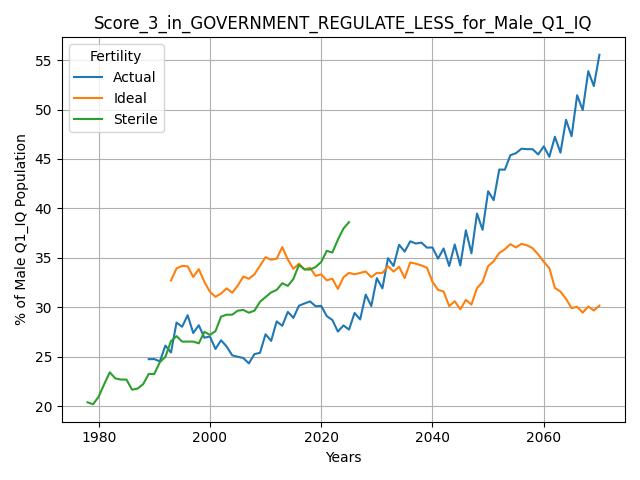 Score_3_in_GOVERNMENT_REGULATE_LESS_for_Male_Q1_IQ
Fertility
Actual
Ideal
Sterile
% of Male Q1_IQ Population
55
50
45
40
35
30
25
20
1980
2000
2020
2040
2060
Years